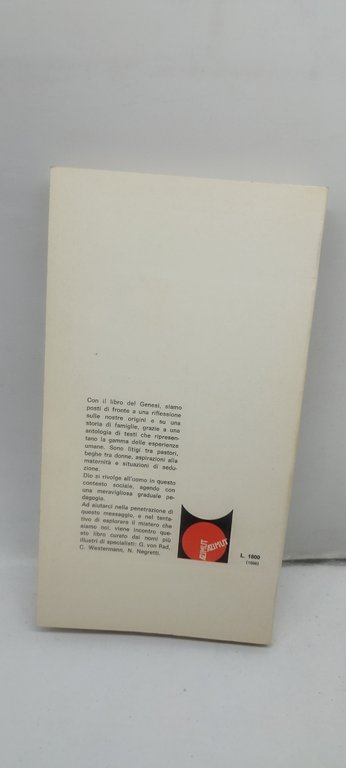 Con il libro del Genesi, siamo
posti di fronte a una riflessione
sulle nostre origini e su una
storia di famiglie, grazie a una
antologia di testi che ripresen-
tano la gamma delle esperienze
umane. Sono litigi tra pastori,
beghe tra donne, aspirazioni alla
maternità e situazioni di sedu-
zione.
Dio si rivolge all'uomo in questo
contesto sociale, agendo con
una meravigliosa graduale pe-
dagogia.
Ad aiutarci nella penetrazione di
questo messaggio, e nel tenta-
tivo di esplorare il mistero che
siamo noi, viene incontro que-
sto libro curato dai nomi più
illustri di specialisti: G. von Rad,
C. Westermann, N. Negretti.
AZIMUT
AZIMUT
L. 1800